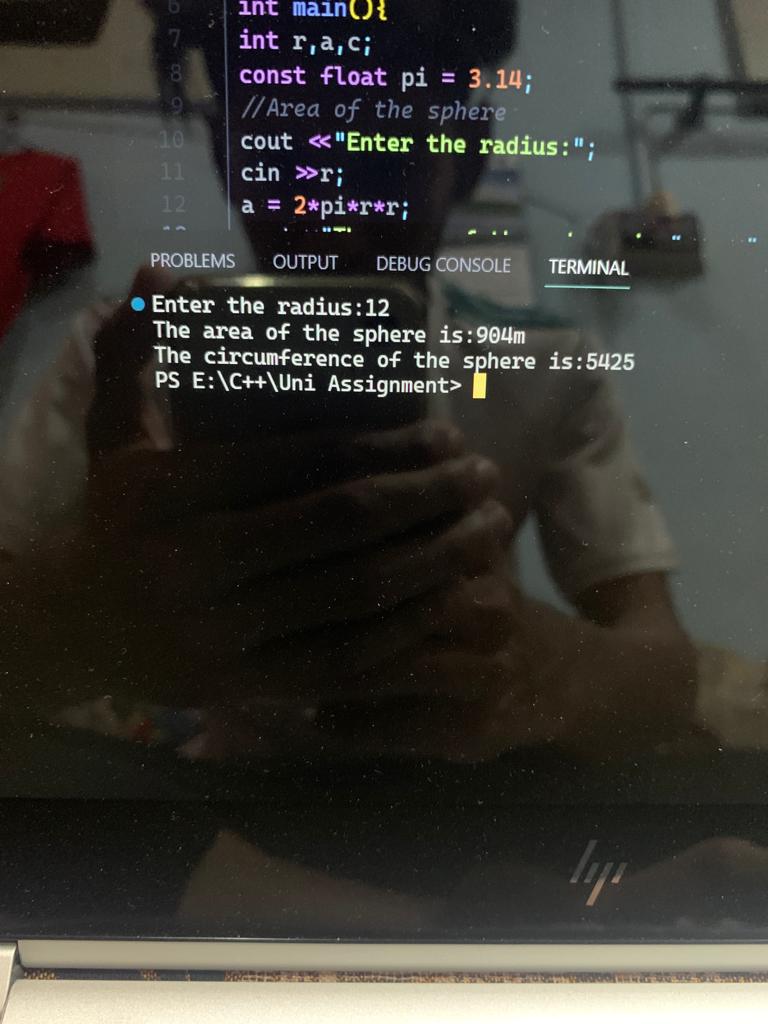 6 int main(){
7 int r,a,c;
8 const float pi = 3.14;
9 //Area of the sphere
10 cout <<"Enter the radius:";
11 cin >>r;
12 a = 2*pi*r*r;
PROBLEMS OUTPUT DEBUG CONSOLE TERMINAL
Enter the radius:12
The area of the sphere is:904m
The circumference of the sphere is:5425
PS E:\C++\Uni Assignment>
hp